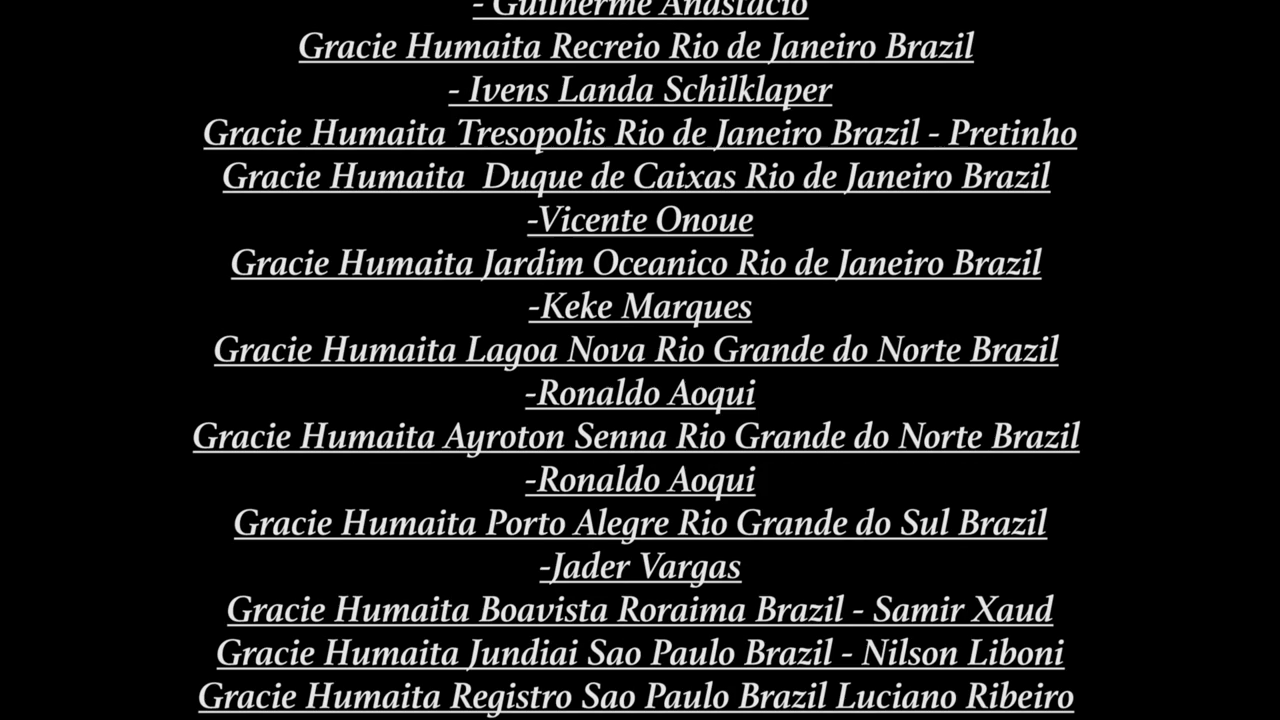 - Guilherme Anastacio
Gracie Humaita Recreio Rio de Janeiro Brazil
- Ivens Landa Schilklaper
Gracie Humaita Tresopolis Rio de Janeiro Brazil - Pretinho
Gracie Humaita  Duque de Caixas Rio de Janeiro Brazil
-Vicente Onoue
Gracie Humaita Jardim Oceanico Rio de Janeiro Brazil
-Keke Marques
Gracie Humaita Lagoa Nova Rio Grande do Norte Brazil
-Ronaldo Aoqui
Gracie Humaita Ayroton Senna Rio Grande do Norte Brazil
-Ronaldo Aoqui
Gracie Humaita Porto Alegre Rio Grande do Sul Brazil
-Jader Vargas
Gracie Humaita Boavista Roraima Brazil - Samir Xaud
Gracie Humaita Jundiai Sao Paulo Brazil - Nilson Liboni
Gracie Humaita Registro Sao Paulo Brazil Luciano Ribeiro